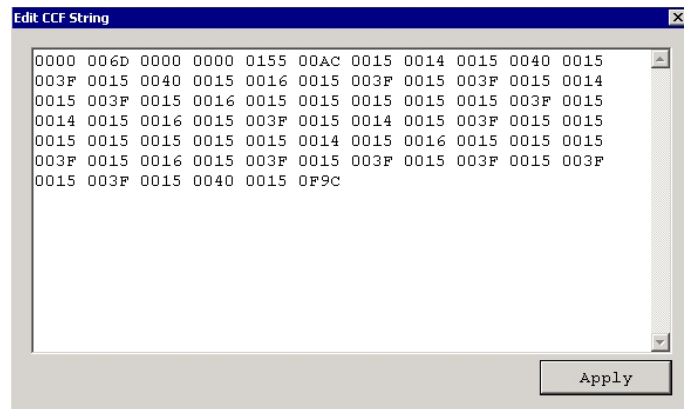 Edit CCF String
0000 006D 0000 0000 0155 00AC 0015 0014 0015 0040 0015
003F 0015 0040 0015 0016 0015 003F 0015 003F 0015 0014
0015 003F 0015 0016 0015 0015 0015 0015 0015 003F 0015
0014 0015 0016 0015 003F 0015 0014 0015 003F 0015 0015
0015 0015 0015 0015 0015 0014 0015 0016 0015 0015 0015
003F 0015 0016 0015 003F 0015 003F 0015 003F 0015 003F
0015 003F 0015 0040 0015 0F9C
Apply